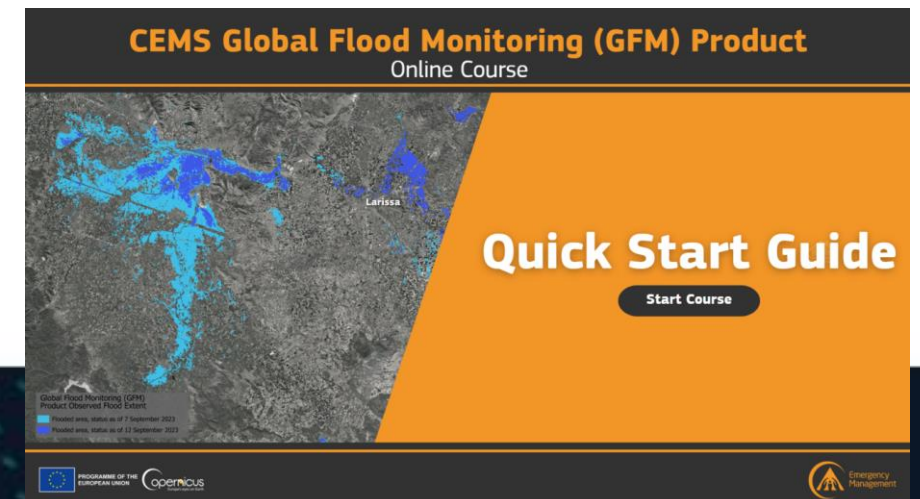 CEMS Global Flood Monitoring (GFM) Product
Online Course
Larissa
Quick Start Guide
Start Course
Global Flood Monitoring (GFM)
Product Observed Flood Extent
Flooded area, status as of 7 September 2023
Flooded area, status as of 12 September 2023
PROGRAMME OF THE
EUROPEAN UNION
opernicus
Emergency
Management